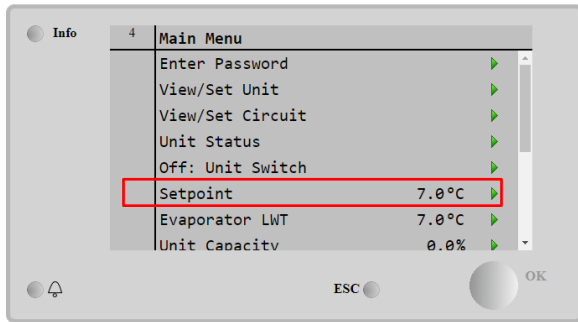 Info
4 Main Menu
Enter Password
View/Set Unit
View/Set Circuit
Unit Status
Off: Unit Switch
Setpoint 7.0°C
Evaporator LWT 7.0°C
Unit Capacity 0.0%
ESC
OK